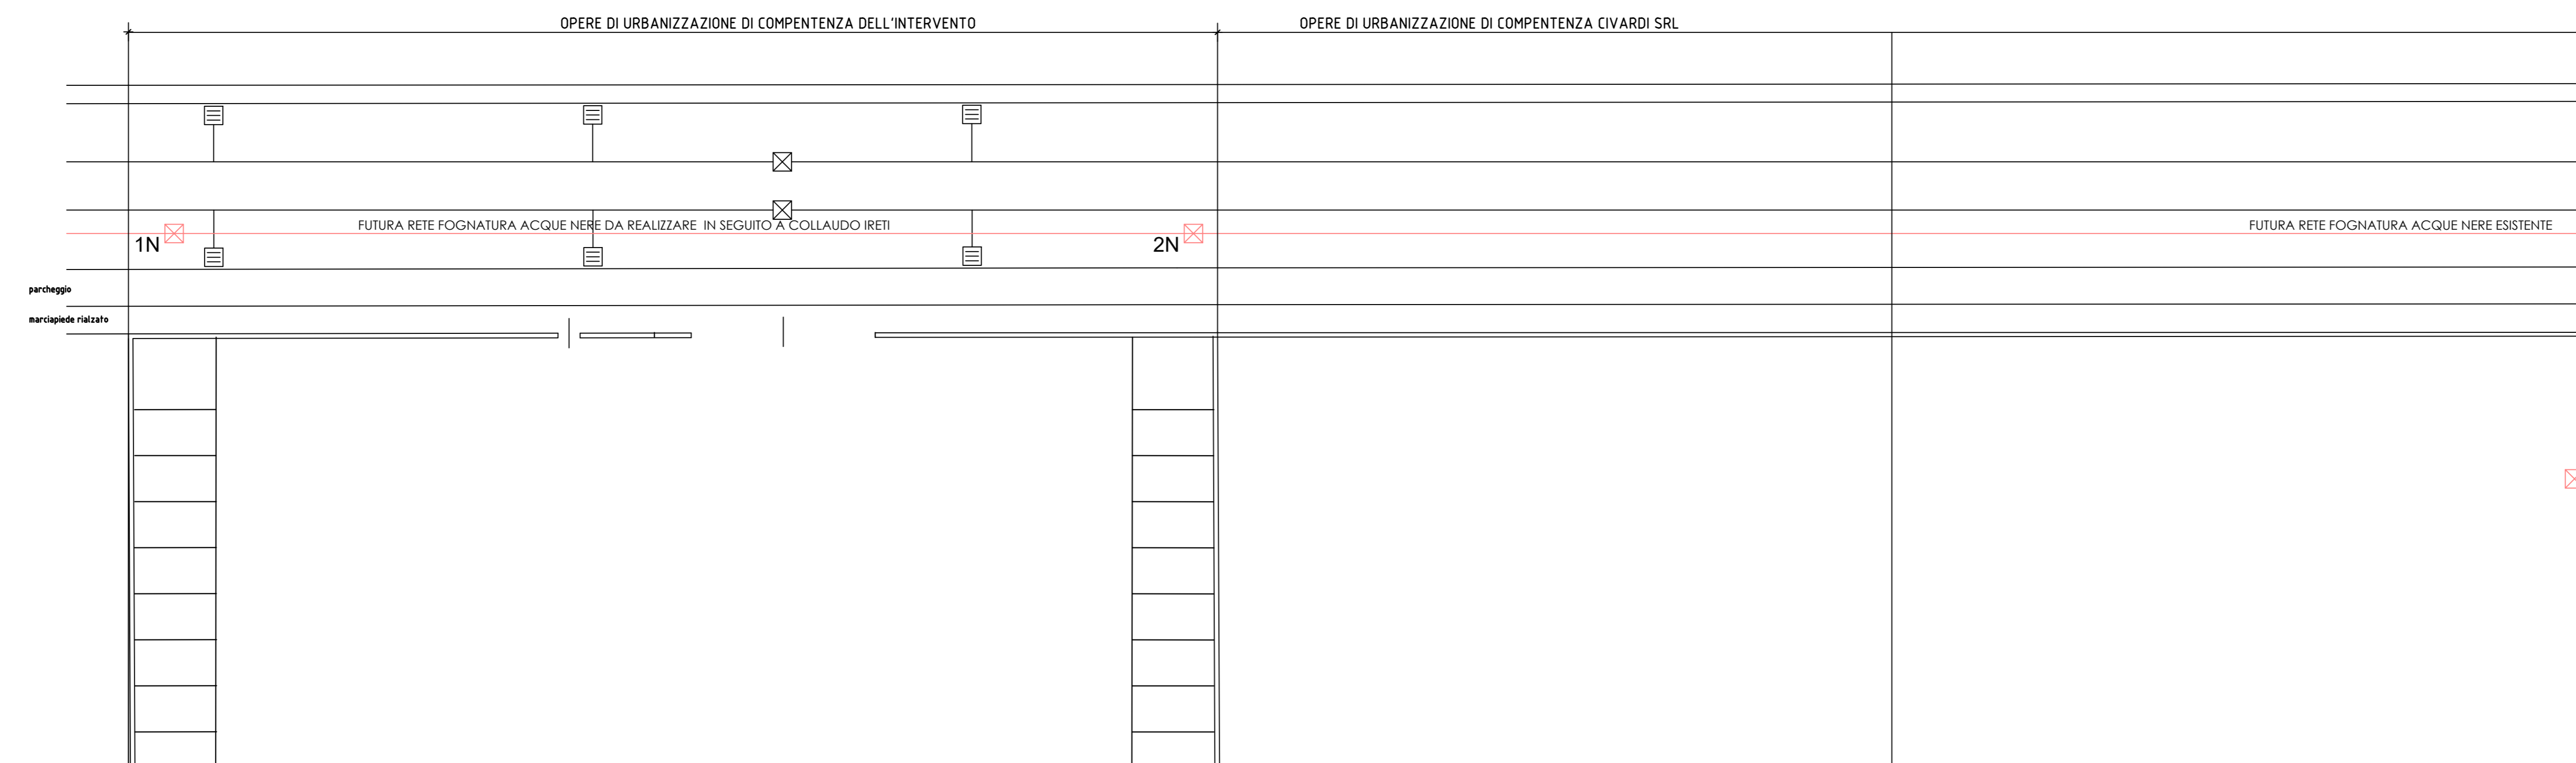 OPERE DI URBANIZZAZIONE DI COMPENTENZA DELL'INTERVENTO
OPERE DI URBANIZZAZIONE DI COMPENTENZA CIVARDI SRL
FUTURA RETE FOGNATURA ACQUE NERE DA REALIZZARE IN SEGUITO A COLLAUDO IRETI
FUTURA RETE FOGNATURA ACQUE NERE ESISTENTE
1N
2N
parcheggio
marciapiede rialzato